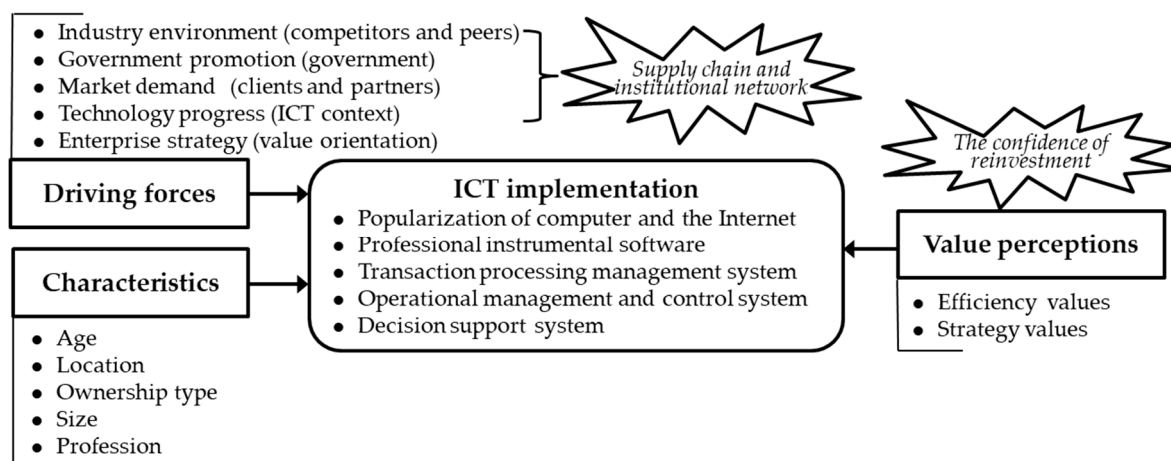 ● Industry environment (competitors and peers)
● Government promotion (government)
● Market demand (clients and partners)
● Technology progress (ICT context)
● Enterprise strategy (value orientation)
Supply chain and
institutional network
The confidence of
reinvestment
Driving forces
Characteristics
● Age
● Location
● Ownership type
● Size
● Profession
ICT implementation
● Popularization of computer and the Internet
● Professional instrumental software
● Transaction processing management system
● Operational management and control system
● Decision support system
Value perceptions
● Efficiency values
● Strategy values